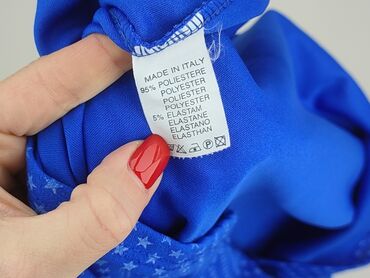 MADE IN ITALY
95% POLIESTERE
POLYESTER
POLIESTER
POLYESTER
5% ELASTAM
ELASTANE
ELASTANO
ELASTHAN